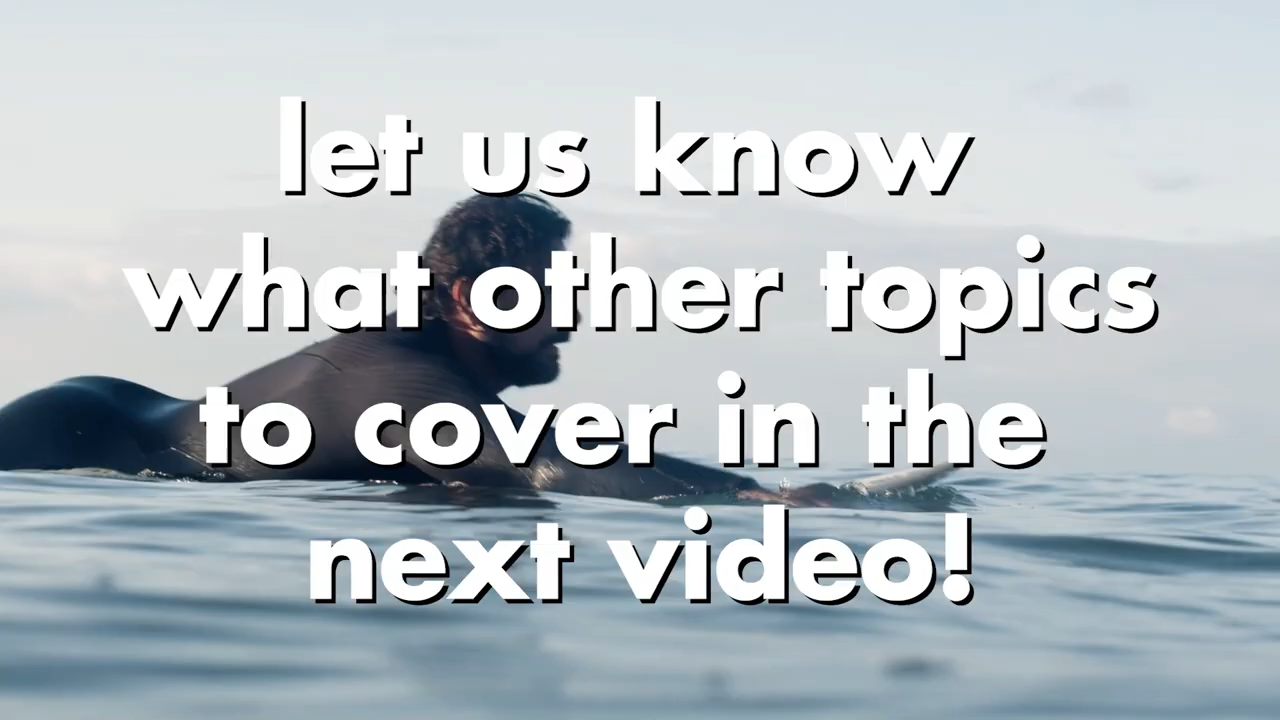 let us know
what other topics
to cover in the
next video!